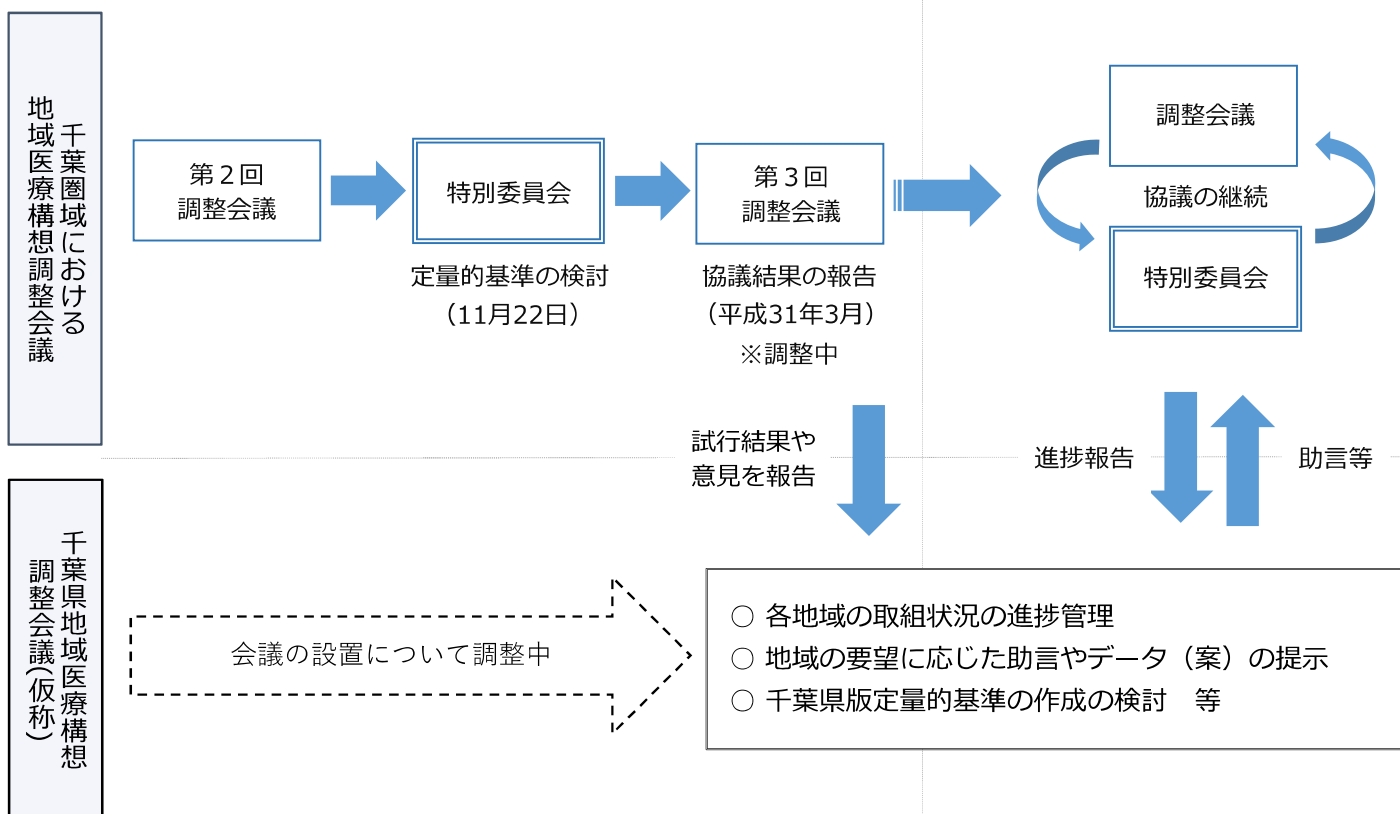 千葉圏域における
地域医療構想調整会議
第２回
調整会議
特別委員会
定量的基準の検討
（11月22日）
第３回
調整会議
協議結果の報告
（平成31年3月）
※調整中
調整会議
協議の継続
特別委員会
試行結果や
意見を報告
進捗報告
助言等
千葉県地域医療構想
調整会議(仮称)
会議の設置について調整中
○ 各地域の取組状況の進捗管理
○ 地域の要望に応じた助言やデータ（案）の提示
○ 千葉県版定量的基準の作成の検討　等